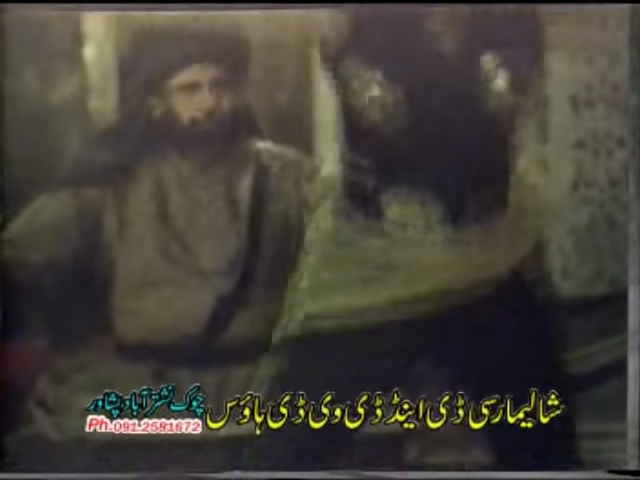 شالیمار سی ڈی اینڈ ڈی وی ڈی ہاؤس
چوک نشتر آباد پشاور
Ph.091.2581672